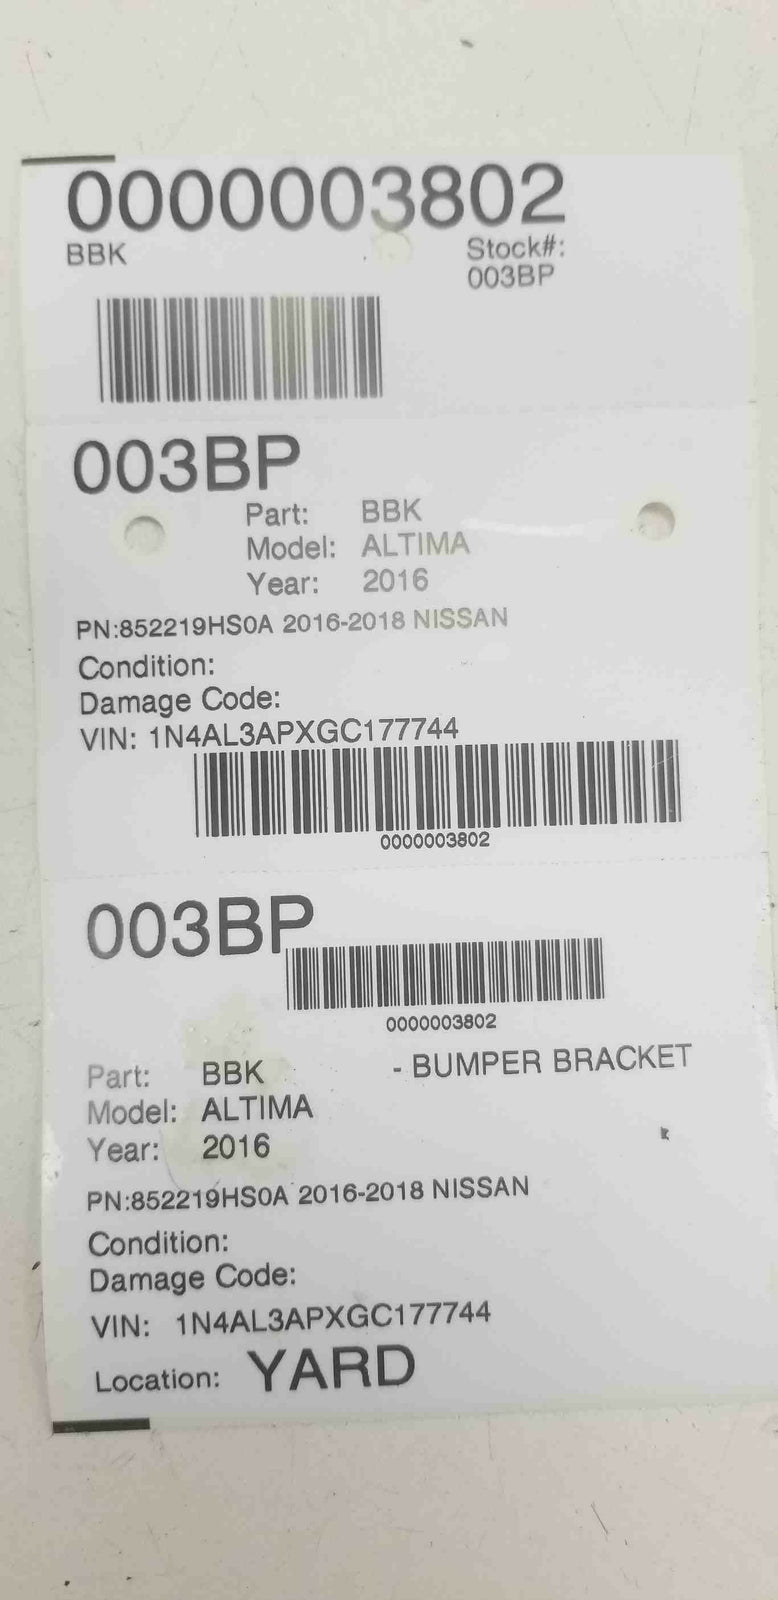 0000003802
BBK
Stock#:
003BP
003BP
Part: BBK
Model: ALTIMA
Year: 2016
PN:852219HS0A 2016-2018 NISSAN
Condition:
Damage Code:
VIN: 1N4AL3APXGC177744
0000003802
003BP
0000003802
Part: BBK - BUMPER BRACKET
Model: ALTIMA
Year: 2016
PN:852219HS0A 2016-2018 NISSAN
Condition:
Damage Code:
VIN: 1N4AL3APXGC177744
Location: YARD